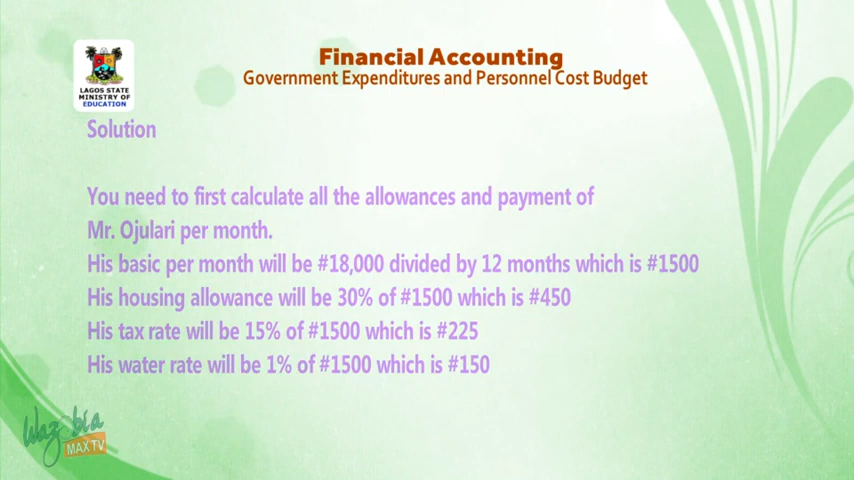 Financial Accounting
Government Expenditures and Personnel Cost Budget
LAGOS STATE
MINISTRY OF
EDUCATION
Solution
You need to first calculate all the allowances and payment of
Mr. Ojulari per month.
His basic per month will be #18,000 divided by 12 months which is #1500
His housing allowance will be 30% of #1500 which is #450
His tax rate will be 15% of #1500 which is #225
His water rate will be 1% of #1500 which is #150
Wazobia
MAX TV